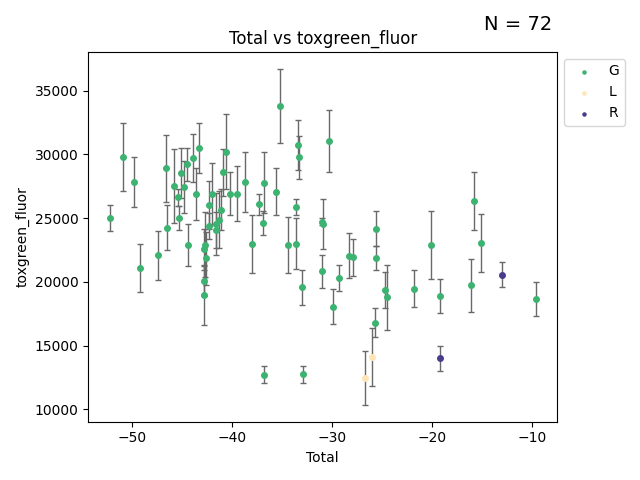 N = 72
Total vs toxgreen_fluor
G
L
R
35000
30000
25000
20000
15000
10000
toxgreen_fluor
−50
−40
−30
−20
−10
Total